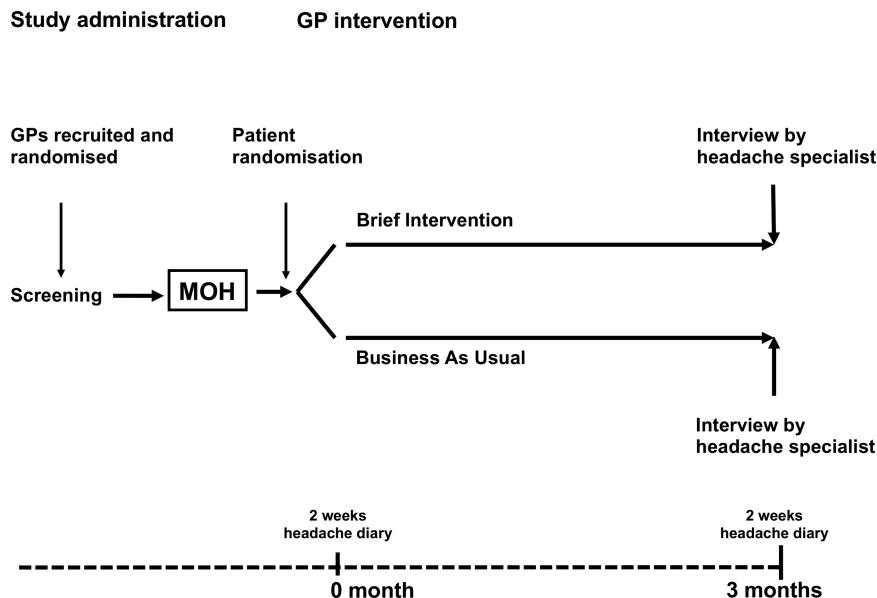 Study administration
GP intervention
GPs recruited and
randomised
Patient
randomisation
Interview by
headache specialist
Brief Intervention
Screening
MOH
Business As Usual
Interview by
headache specialist
2 weeks
headache diary
2 weeks
headache diary
0 month
3 months